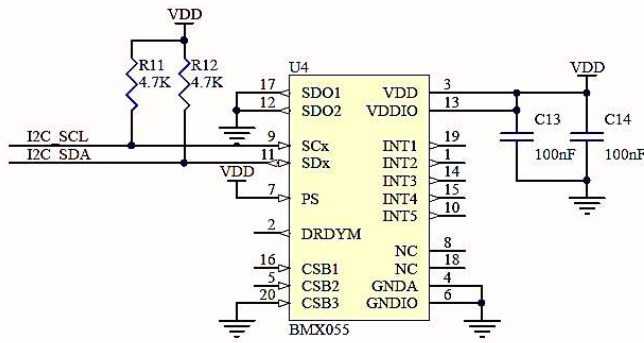 VDD
R11
4.7K
R12
4.7K
U4
VDD
17 SDO1 VDD 3
12 SDO2 VDDIO 13
C13
100nF
C14
100nF
I2C_SCL 9 SCx INT1 19
I2C_SDA 11 SDx INT2 1
VDD INT3 14
7 PS INT4 15
INT5 10
2 DRDYM
NC 8
16 CSB1 NC 18
5 CSB2 GNDA 4
20 CSB3 GNDIO 6
BMX055